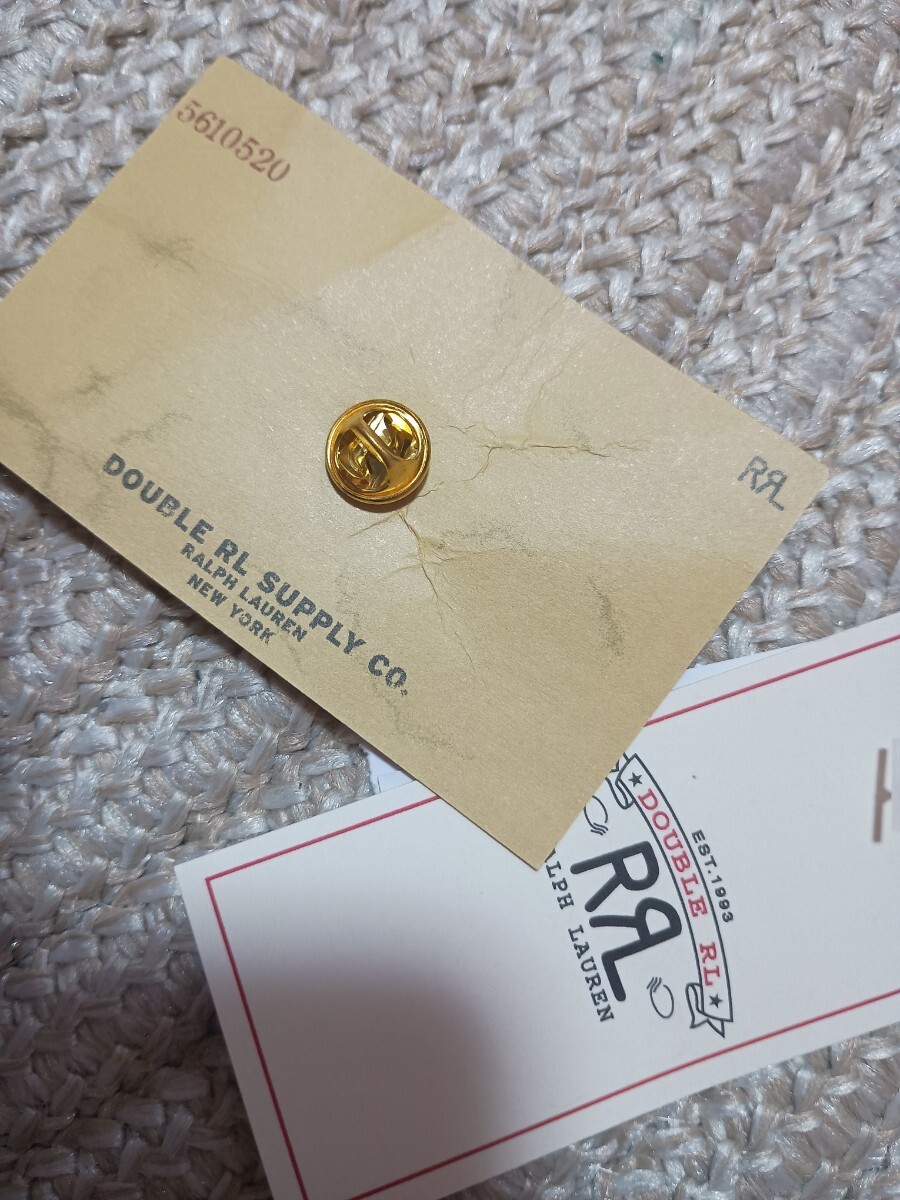 5610520
RRL
DOUBLE RL SUPPLY CO.
RALPH LAUREN
NEW YORK
EST.1993
DOUBLE RL
RRL
LPH LAUREN